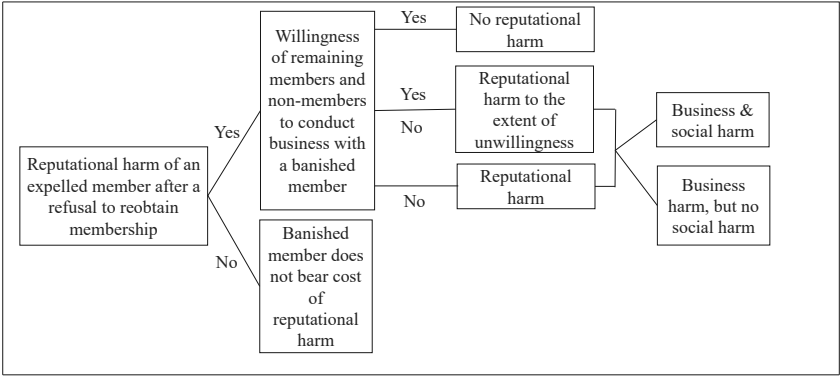 Reputational harm of an
expelled member after a
refusal to reobtain
membership
Yes
No
Willingness
of remaining
members and
non-members
to conduct
business with
a banished
member
Banished
member does
not bear cost
of
reputational
harm
Yes
Yes
No
No
No reputational
harm
Reputational
harm to the
extent of
unwillingness
Reputational
harm
Business &
social harm
Business
harm, but no
social harm